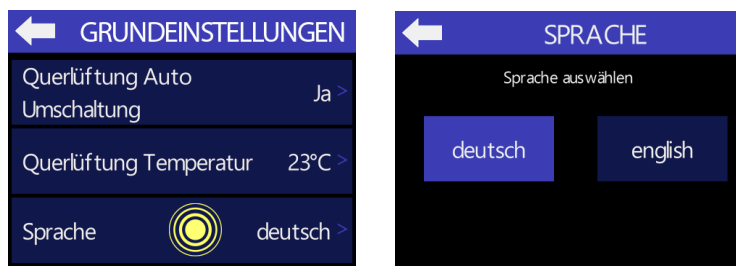 GRUNDEINSTELLUNGEN
Querlüftung Auto
Umschaltung
Ja >
Querlüftung Temperatur 23°C >
Sprache deutsch >
SPRACHE
Sprache auswählen
deutsch english